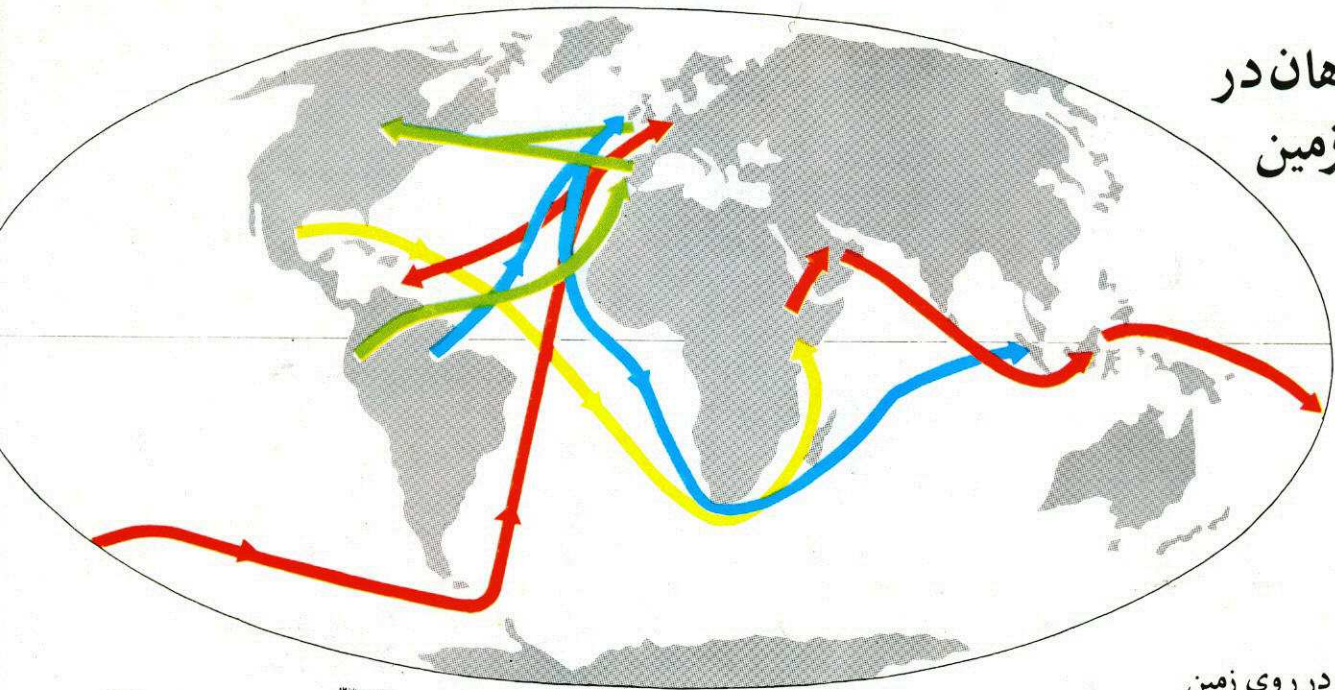 هان در
زمین
در روی زمین